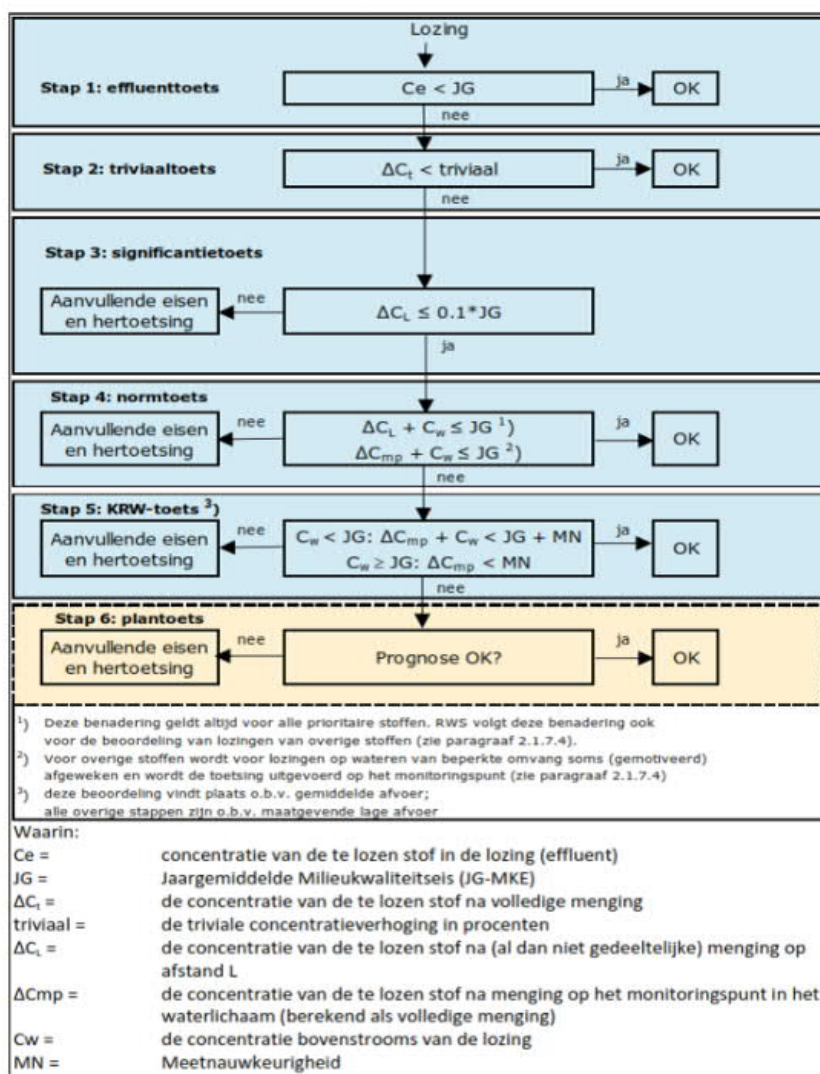 Lozing
Stap 1: effluenttoets
Ce < JG
ja
OK
nee
Stap 2: triviaaltoets
ΔCₜ < triviaal
ja
OK
nee
Stap 3: significantietoets
Aanvullende eisen
en hertoetsing
nee
ΔC_L ≤ 0.1*JG
ja
Stap 4: normtoets
Aanvullende eisen
en hertoetsing
nee
ΔC_L + C_w ≤ JG ¹)
ΔC_mp + C_w ≤ JG ²)
ja
OK
nee
Stap 5: KRW-toets ³)
Aanvullende eisen
en hertoetsing
nee
C_w < JG: ΔC_mp + C_w < JG + MN
C_w ≥ JG: ΔC_mp < MN
ja
OK
nee
Stap 6: plantoets
Aanvullende eisen
en hertoetsing
nee
Prognose OK?
ja
OK
¹) Deze benadering geldt altijd voor alle prioritaire stoffen. RWS volgt deze benadering ook
voor de beoordeling van lozingen van overige stoffen (zie paragraaf 2.1.7.4).
²) Voor overige stoffen wordt voor lozingen op wateren van beperkte omvang soms (gemotiveerd)
afgeweken en wordt de toetsing uitgevoerd op het monitoringspunt (zie paragraaf 2.1.7.4)
³) deze beoordeling vindt plaats o.b.v. gemiddelde afvoer;
alle overige stappen zijn o.b.v. maatgevende lage afvoer
Waarin:
Ce = concentratie van de te lozen stof in de lozing (effluent)
JG = Jaargemiddelde Milieukwaliteitseis (JG-MKE)
ΔCₜ = de concentratie van de te lozen stof na volledige menging
triviaal = de triviale concentratieverhoging in procenten
ΔC_L = de concentratie van de te lozen stof na (al dan niet gedeeltelijke) menging op
afstand L
ΔCmp = de concentratie van de te lozen stof na menging op het monitoringspunt in het
waterlichaam (berekend als volledige menging)
Cw = de concentratie bovenstrooms van de lozing
MN = Meetnauwkeurigheid